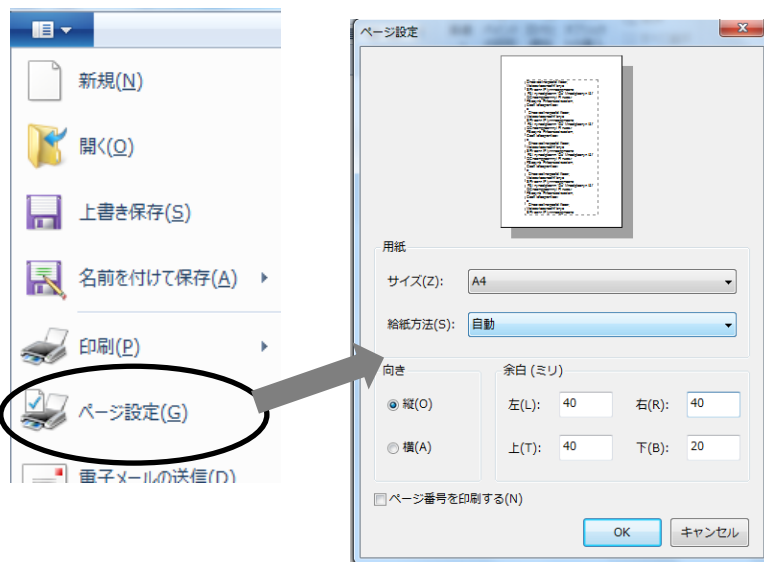 新規(N)
開く(O)
上書き保存(S)
名前を付けて保存(A)
印刷(P)
ページ設定(G)
電子メールの送信(D)
ページ設定
用紙
サイズ(Z): A4
給紙方法(S): 自動
向き
縦(O)
横(A)
余白 (ミリ)
左(L): 40 右(R): 40
上(T): 40 下(B): 20
ページ番号を印刷する(N)
OK キャンセル